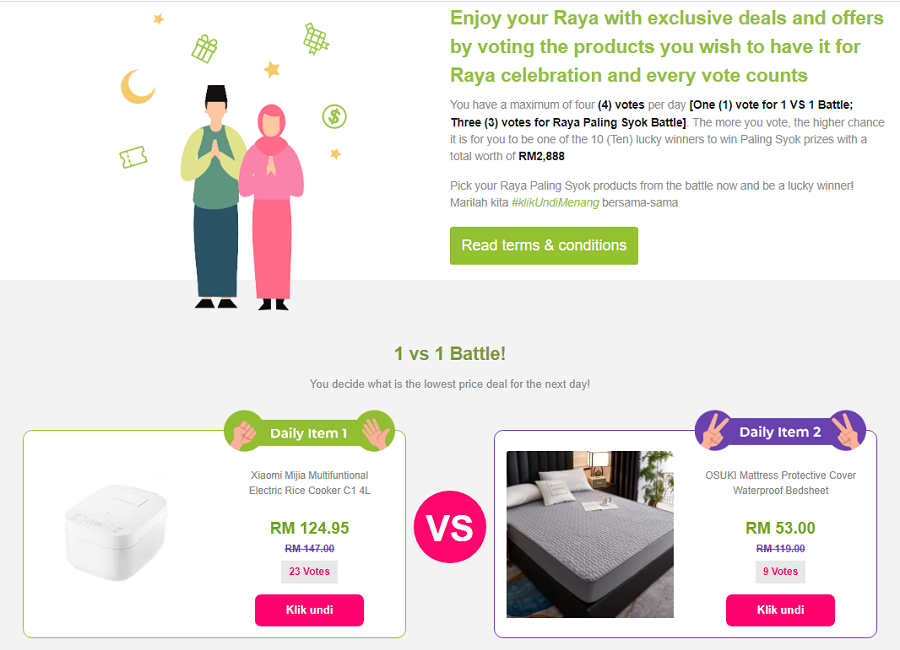 Enjoy your Raya with exclusive deals and offers
by voting the products you wish to have it for
Raya celebration and every vote counts
You have a maximum of four (4) votes per day [One (1) vote for 1 VS 1 Battle;
Three (3) votes for Raya Paling Syok Battle]. The more you vote, the higher chance
it is for you to be one of the 10 (Ten) lucky winners to win Paling Syok prizes with a
total worth of RM2,888
Pick your Raya Paling Syok products from the battle now and be a lucky winner!
Marilah kita #klikUndiMenang bersama-sama
Read terms & conditions
1 vs 1 Battle!
You decide what is the lowest price deal for the next day!
Daily Item 1
Xiaomi Mijia Multifuntional
Electric Rice Cooker C1 4L
RM 124.95
RM 147.00
23 Votes
Klik undi
VS
Daily Item 2
OSUKI Mattress Protective Cover
Waterproof Bedsheet
RM 53.00
RM 119.00
9 Votes
Klik undi